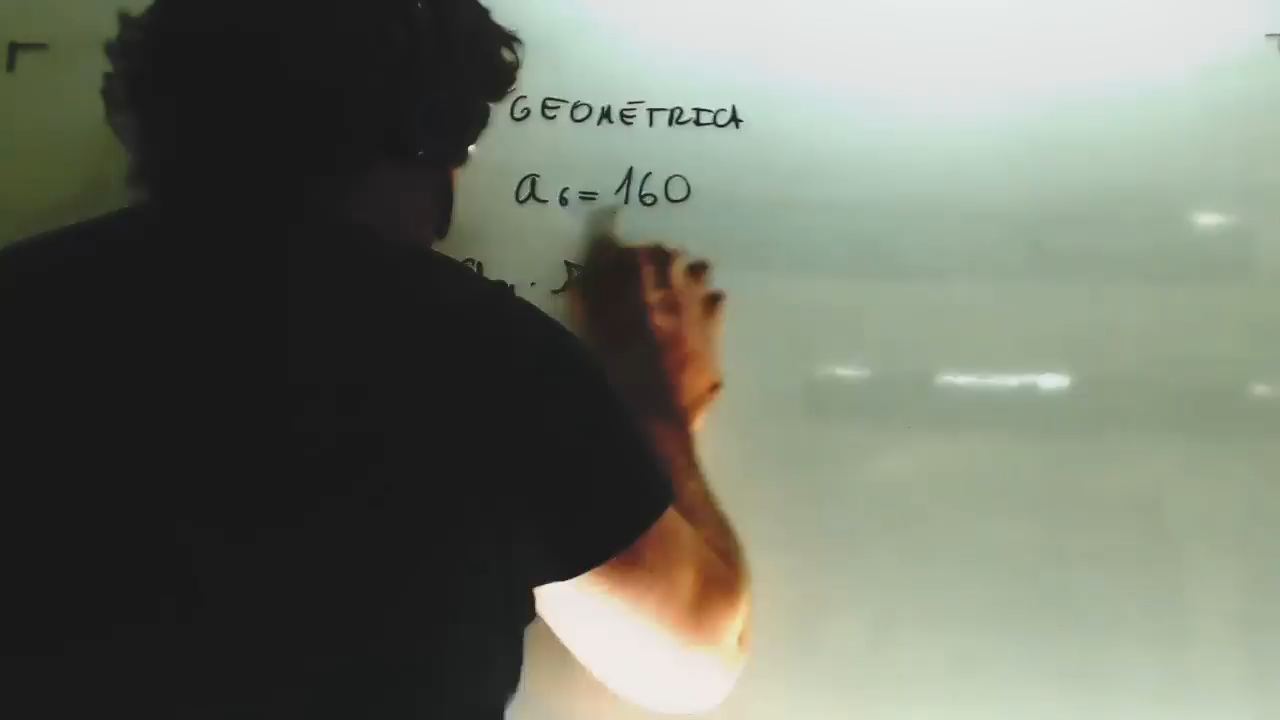 GEOMÉTRICA
a₆ = 160